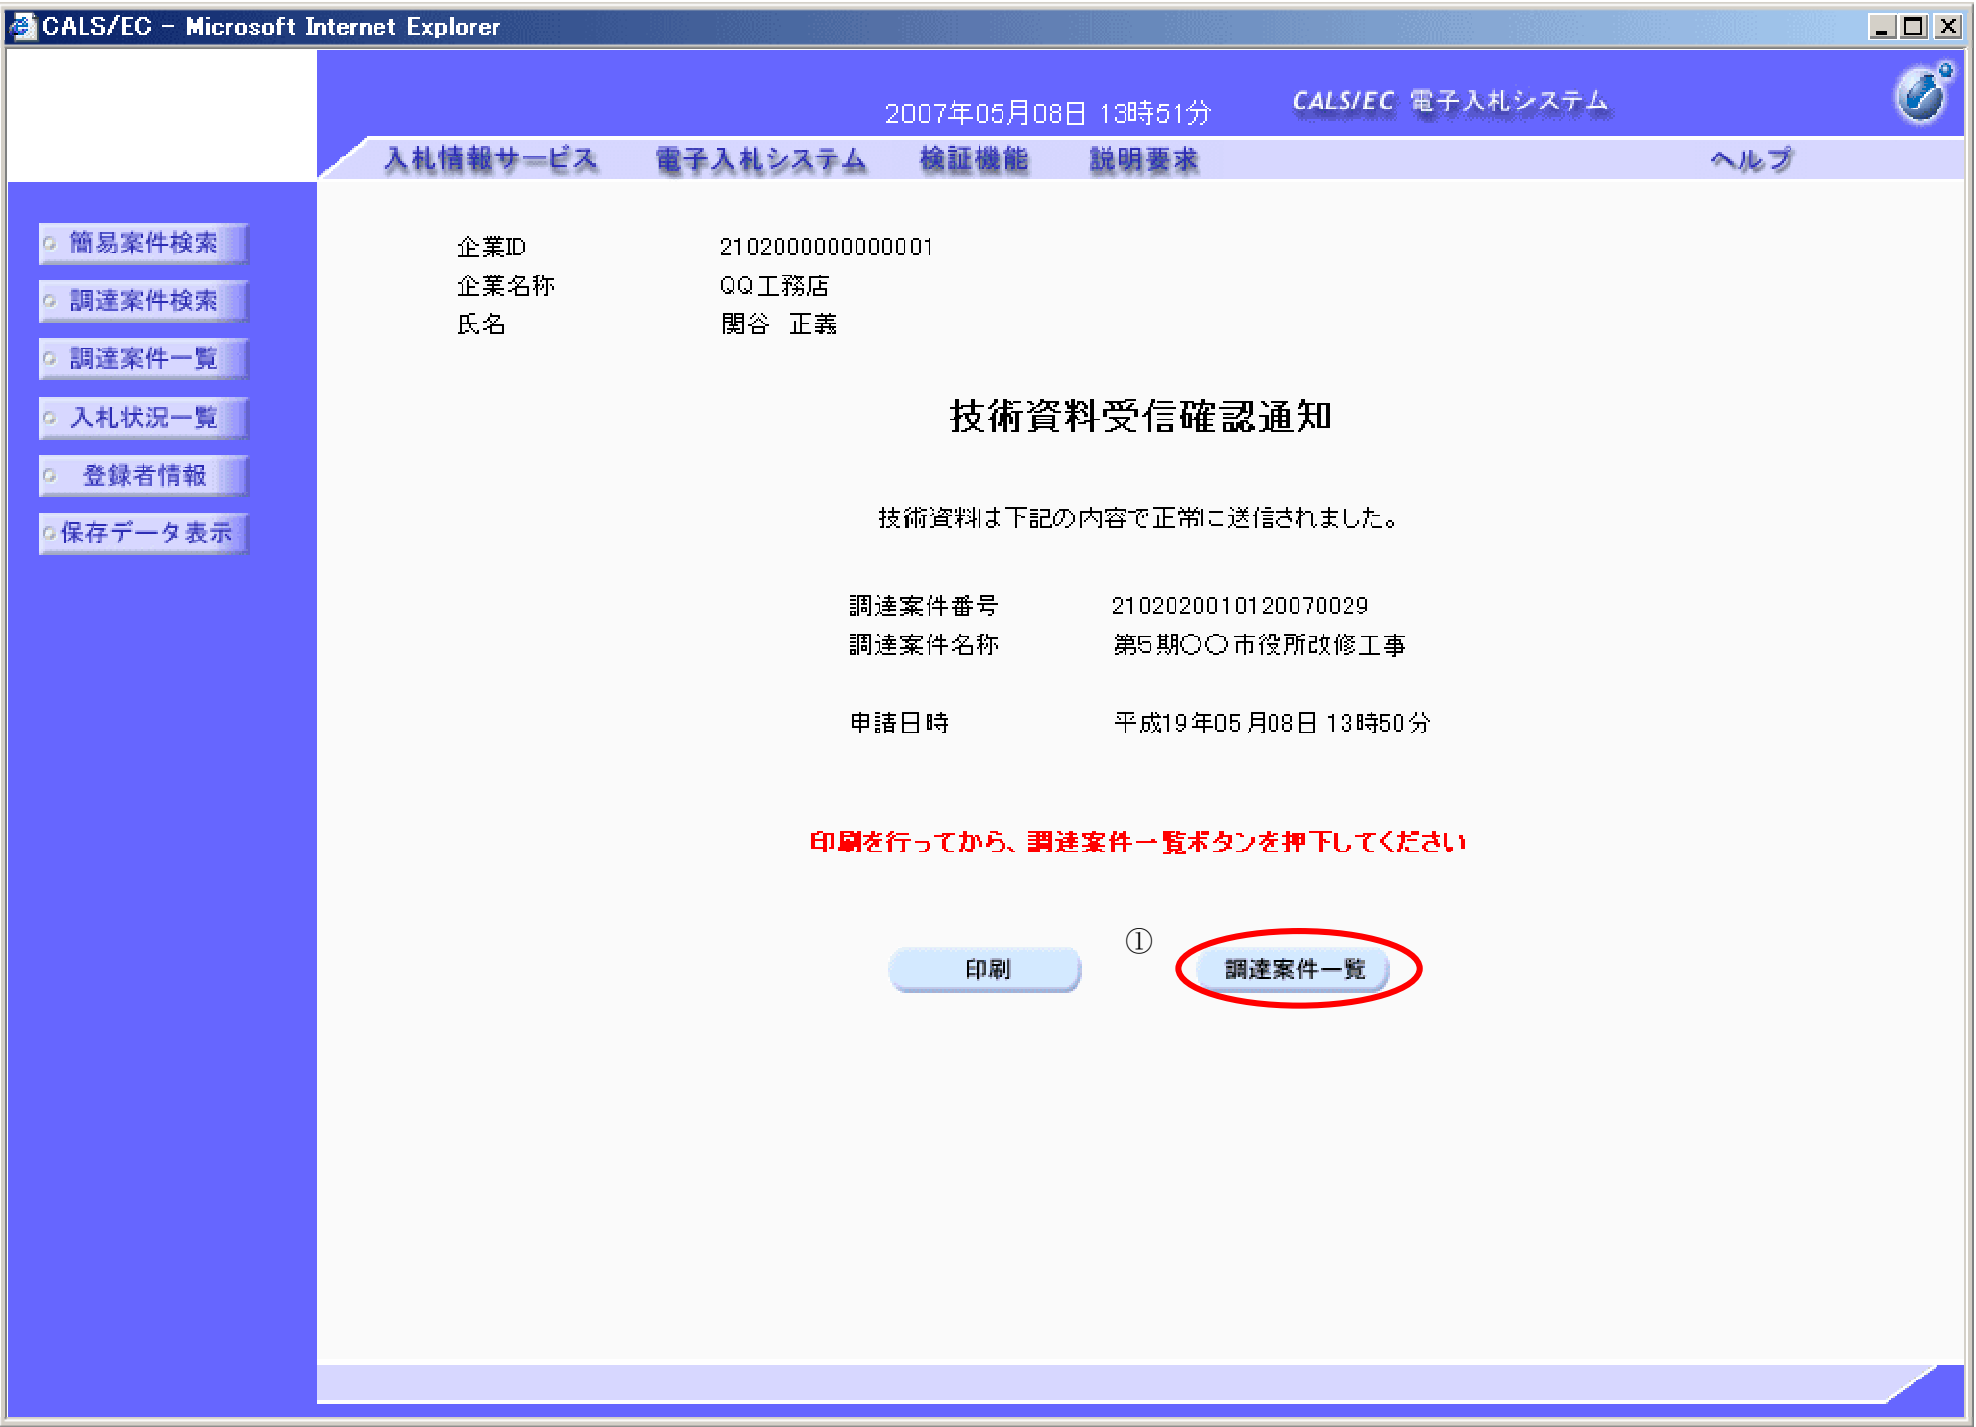 CALS/EC - Microsoft Internet Explorer
2007年05月08日 13時51分
CALS/EC 電子入札システム
入札情報サービス 電子入札システム 検証機能 説明要求 ヘルプ
簡易案件検索
調達案件検索
調達案件一覧
入札状況一覧
登録者情報
保存データ表示
企業ID 2102000000000001
企業名称 QQ工務店
氏名 関谷 正義
技術資料受信確認通知
技術資料は下記の内容で正常に送信されました。
調達案件番号 2102020010120070029
調達案件名称 第5期〇〇市役所改修工事
申請日時 平成19年05月08日 13時50分
印刷を行ってから、調達案件一覧ボタンを押下してください
①
印刷 調達案件一覧